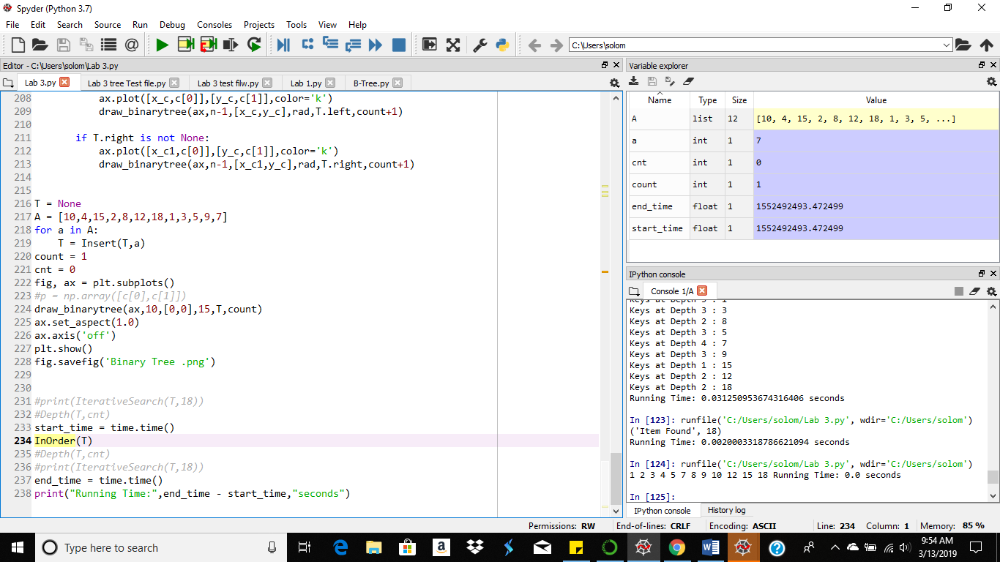 Spyder (Python 3.7)
File Edit Search Source Run Debug Consoles Projects Tools View Help
C:\Users\solom
Editor - C:\Users\solom\Lab 3.py
Lab 3.py Lab 3 tree Test file.py Lab 3 test filw.py Lab 1.py B-Tree.py
208 ax.plot([x_c,c[0]],[y_c,c[1]],color='k')
209 draw_binarytree(ax,n-1,[x_c,y_c],rad,T.left,count+1)
210
211 if T.right is not None:
212 ax.plot([x_c1,c[0]],[y_c,c[1]],color='k')
213 draw_binarytree(ax,n-1,[x_c1,y_c],rad,T.right,count+1)
214
215
216 T = None
217 A = [10,4,15,2,8,12,18,1,3,5,9,7]
218 for a in A:
219 T = Insert(T,a)
220 count = 1
221 cnt = 0
222 fig, ax = plt.subplots()
223 #p = np.array([c[0],c[1]])
224 draw_binarytree(ax,10,[0,0],15,T,count)
225 ax.set_aspect(1.0)
226 ax.axis('off')
227 plt.show()
228 fig.savefig('Binary Tree .png')
229
230
231 #print(IterativeSearch(T,18))
232 #Depth(T,cnt)
233 start_time = time.time()
234 InOrder(T)
235 #Depth(T,cnt)
236 #print(IterativeSearch(T,18))
237 end_time = time.time()
238 print("Running Time:",end_time - start_time,"seconds")
Variable explorer
Name Type Size Value
A list 12 [10, 4, 15, 2, 8, 12, 18, 1, 3, 5, ...]
a int 1 7
cnt int 1 0
count int 1 1
end_time float 1 1552492493.472499
start_time float 1 1552492493.472499
IPython console
Console 1/A
Keys at Depth 3 : 1
Keys at Depth 3 : 3
Keys at Depth 2 : 8
Keys at Depth 3 : 5
Keys at Depth 4 : 7
Keys at Depth 3 : 9
Keys at Depth 1 : 15
Keys at Depth 2 : 12
Keys at Depth 2 : 18
Running Time: 0.031250953674316406 seconds
In [123]: runfile('C:/Users/solom/Lab 3.py', wdir='C:/Users/solom')
('Item Found', 18)
Running Time: 0.0020003318786621094 seconds
In [124]: runfile('C:/Users/solom/Lab 3.py', wdir='C:/Users/solom')
1 2 3 4 5 7 8 9 10 12 15 18 Running Time: 0.0 seconds
In [125]:
IPython console History log
Permissions: RW End-of-lines: CRLF Encoding: ASCII Line: 234 Column: 1 Memory: 85 %
Type here to search
9:54 AM
3/13/2019